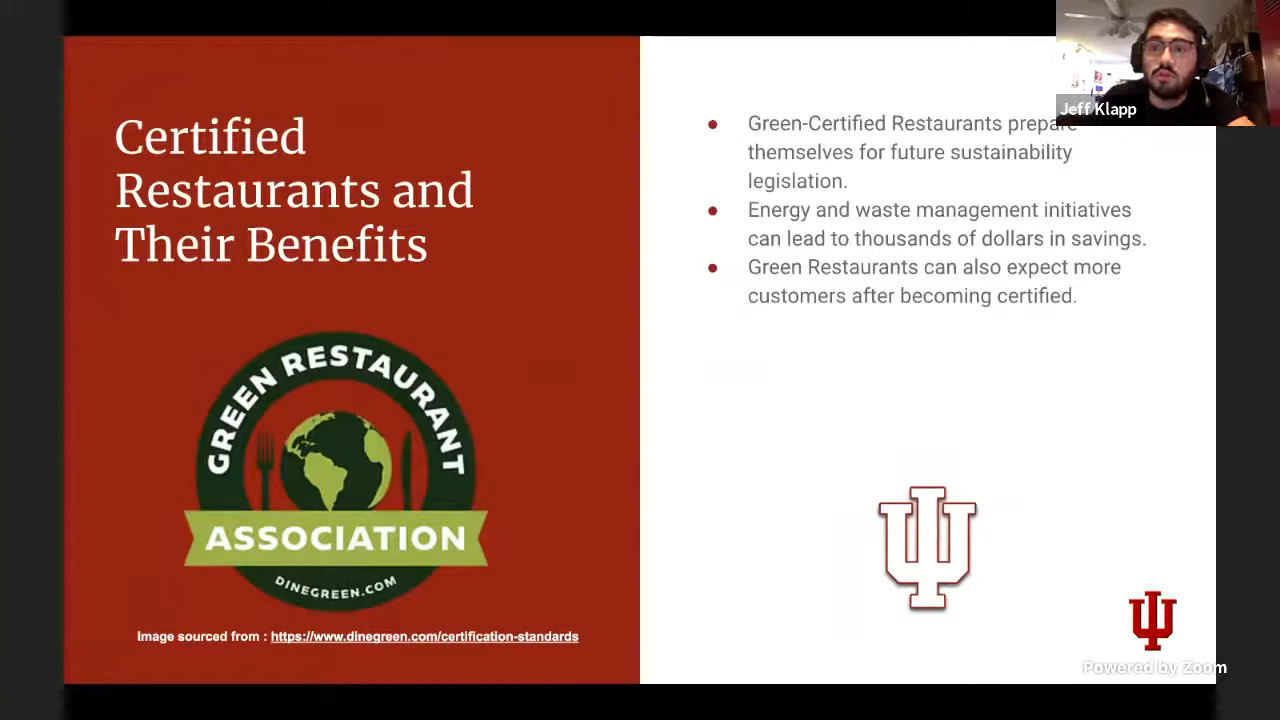 Certified
Restaurants and
Their Benefits
GREEN RESTAURANT
ASSOCIATION
DINEGREEN.COM
Image sourced from : https://www.dinegreen.com/certification-standards
● Green-Certified Restaurants prepare
themselves for future sustainability
legislation.
● Energy and waste management initiatives
can lead to thousands of dollars in savings.
● Green Restaurants can also expect more
customers after becoming certified.
Jeff Klapp
Powered by Zoom